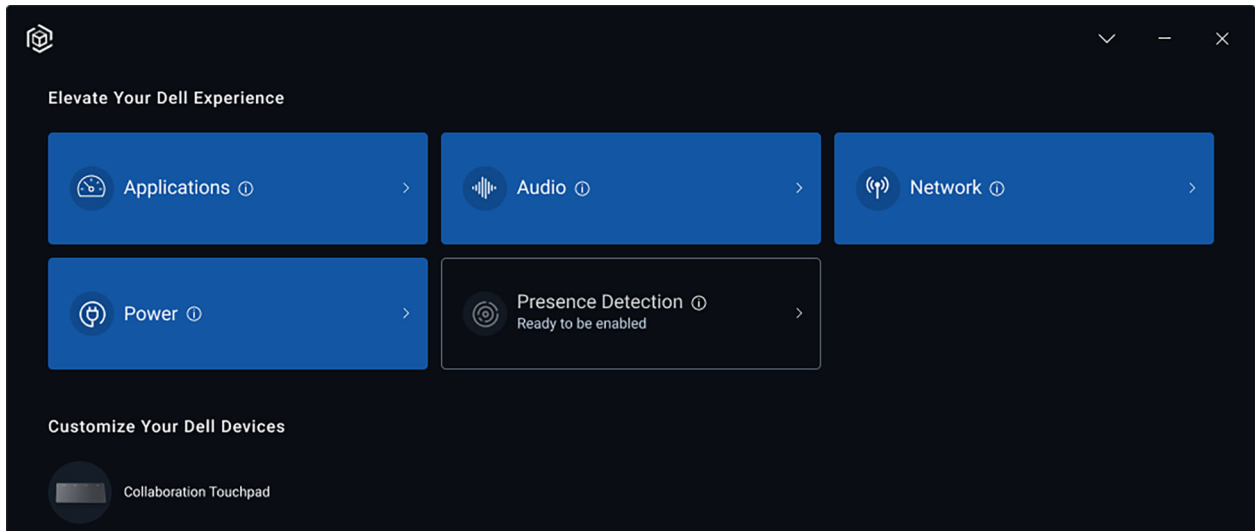 Elevate Your Dell Experience
Applications
Audio
Network
Power
Presence Detection
Ready to be enabled
Customize Your Dell Devices
Collaboration Touchpad